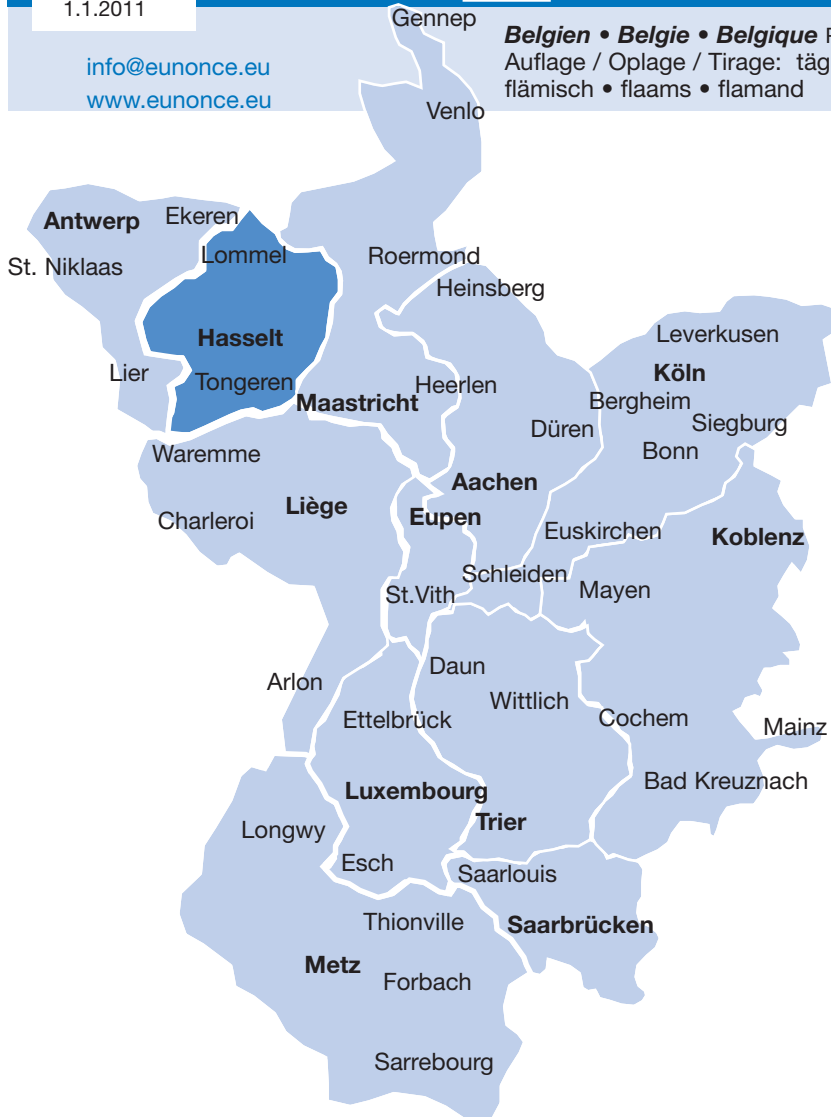 1.1.2011
info@eunonce.eu
www.eunonce.eu
Belgien • Belgie • Belgique
Auflage / Oplage / Tirage: täg
flämisch • flaams • flamand
Gennep
Venlo
Antwerp
Ekeren
St. Niklaas
Lommel
Roermond
Heinsberg
Hasselt
Leverkusen
Lier
Tongeren
Maastricht
Heerlen
Köln
Bergheim
Siegburg
Düren
Bonn
Waremme
Aachen
Charleroi
Liège
Eupen
Euskirchen
Koblenz
Schleiden
St.Vith
Mayen
Arlon
Daun
Wittlich
Ettelbrück
Cochem
Mainz
Luxembourg
Bad Kreuznach
Longwy
Trier
Esch
Saarlouis
Thionville
Saarbrücken
Metz
Forbach
Sarrebourg